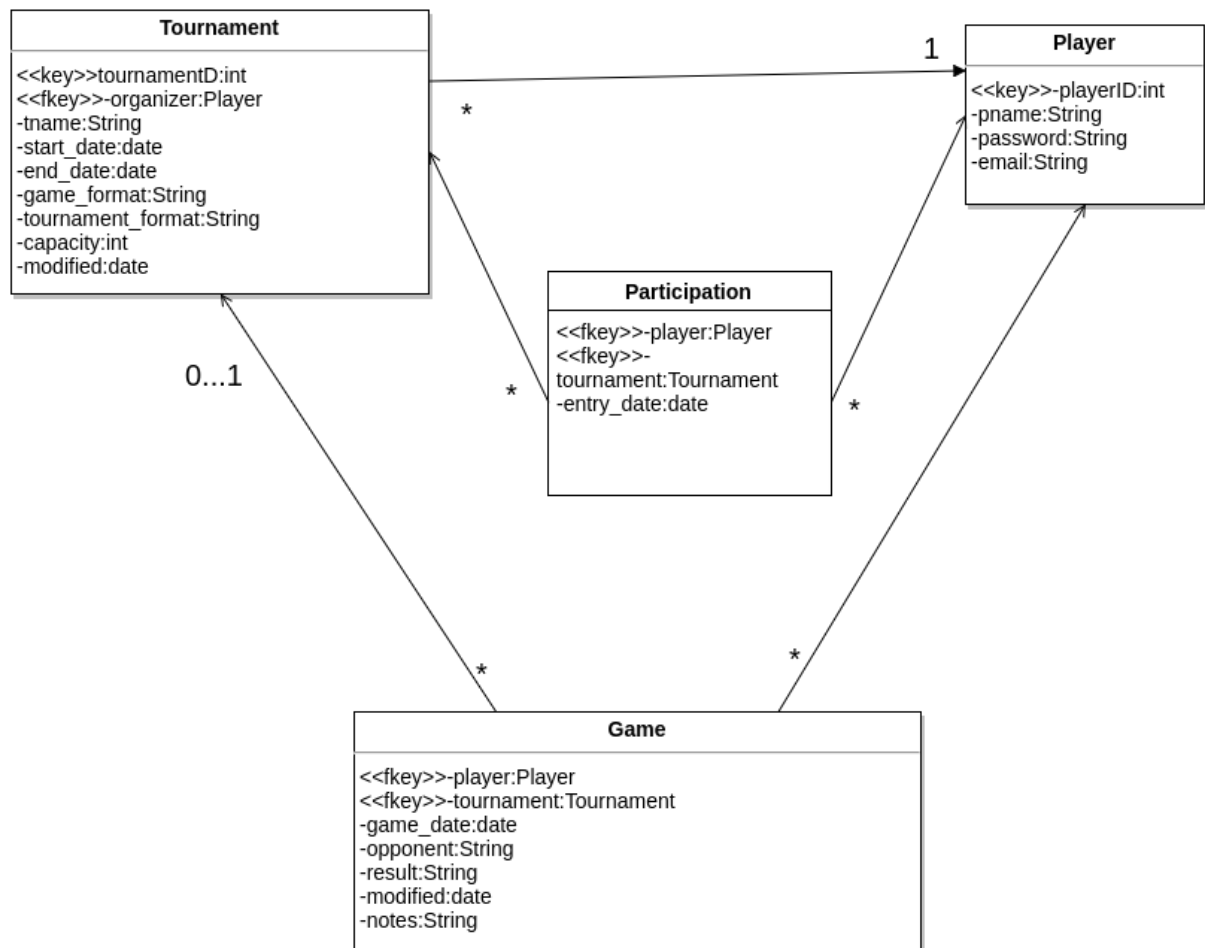 Tournament
<<key>>tournamentD:int
<<fkey>>-organizer:Player
-tname:String
-start_date:date
-end_date:date
-game_format:String
-tournament_format:String
-capacity:int
-modified:date
1
*
Player
<<key>>-playerID:int
-pname:String
-password:String
-email:String
Participation
<<fkey>>-player:Player
<<fkey>>-
tournament:Tournament
-entry_date:date
*
*
0...1
*
*
Game
<<fkey>>-player:Player
<<fkey>>-tournament:Tournament
-game_date:date
-opponent:String
-result:String
-modified:date
-notes:String